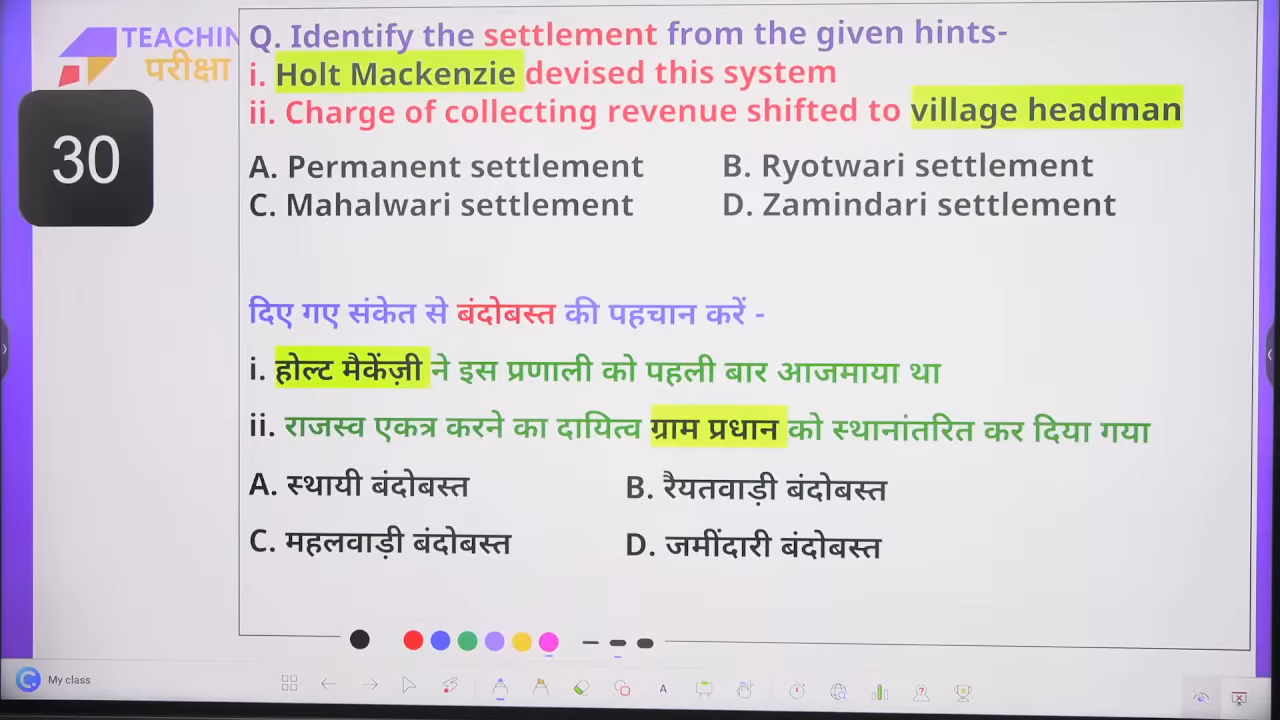 TEACHIN
परीक्षा
30
Q. Identify the settlement from the given hints-
i. Holt Mackenzie devised this system
ii. Charge of collecting revenue shifted to village headman
A. Permanent settlement B. Ryotwari settlement
C. Mahalwari settlement D. Zamindari settlement
दिए गए संकेत से बंदोबस्त की पहचान करें -
i. होल्ट मैकेंज़ी ने इस प्रणाली को पहली बार आजमाया था
ii. राजस्व एकत्र करने का दायित्व ग्राम प्रधान को स्थानांतरित कर दिया गया
A. स्थायी बंदोबस्त B. रैयतवाड़ी बंदोबस्त
C. महलवाड़ी बंदोबस्त D. जमींदारी बंदोबस्त
My class